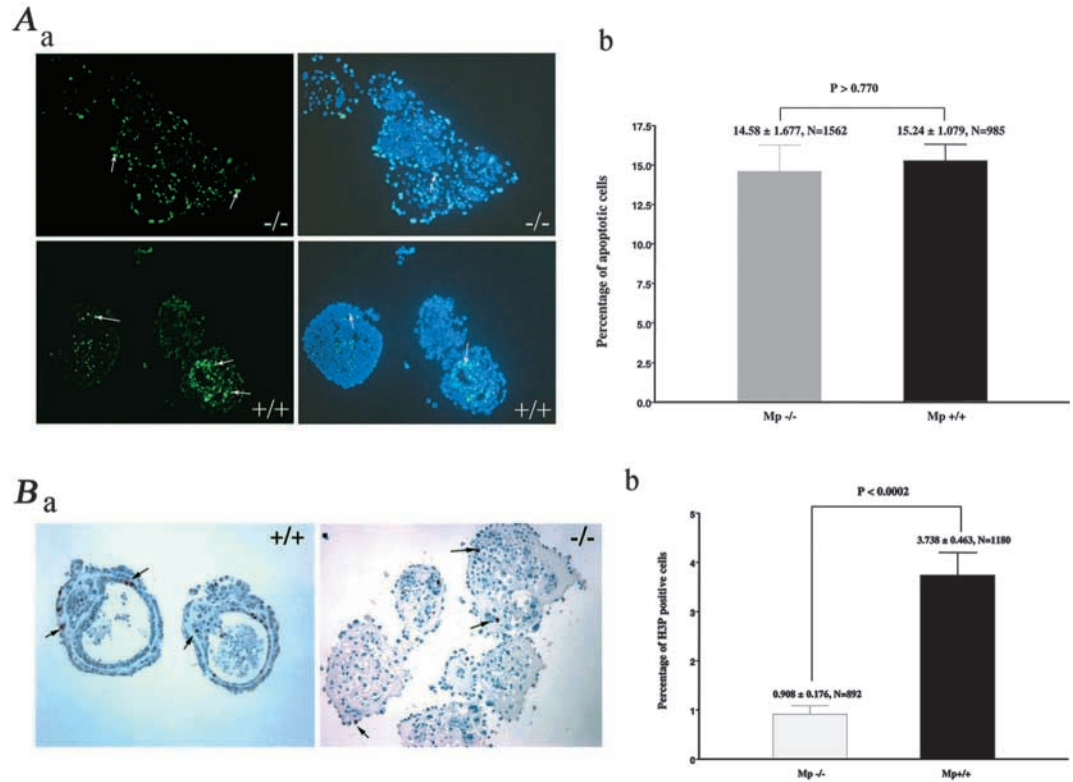 A
a
-/-
-/-
+/+
+/+
b
P > 0.770
14.58 ± 1.677, N=1562
15.24 ± 1.079, N=985
17.5
15.0
12.5
10.0
7.5
5.0
2.5
0.0
Percentage of apoptotic cells
Mp -/-
Mp +/+
B
a
+/+
-/-
b
P < 0.0002
3.738 ± 0.463, N=1180
0.908 ± 0.176, N=892
5
4
3
2
1
0
Percentage of H3P positive cells
Mp -/-
Mp+/+